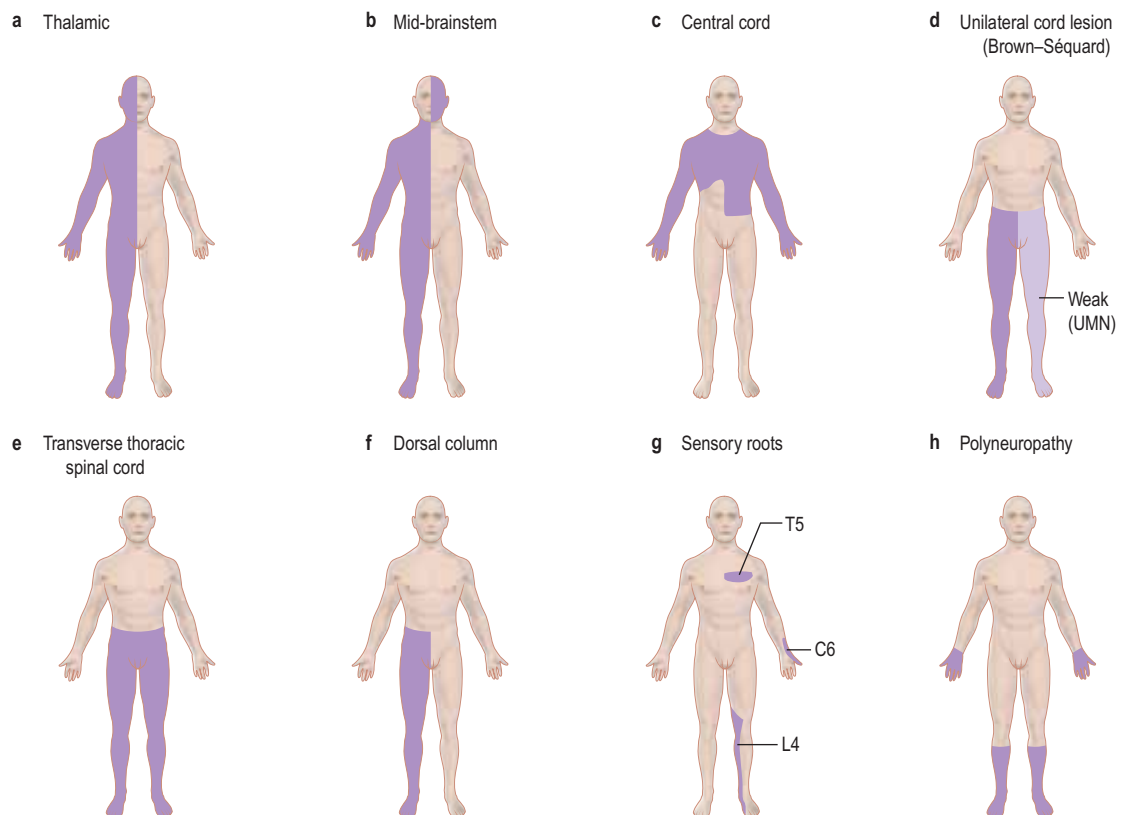 a Thalamic
b Mid-brainstem
c Central cord
d Unilateral cord lesion
(Brown–Séquard)
Weak
(UMN)
e Transverse thoracic
spinal cord
f Dorsal column
g Sensory roots
T5
C6
L4
h Polyneuropathy